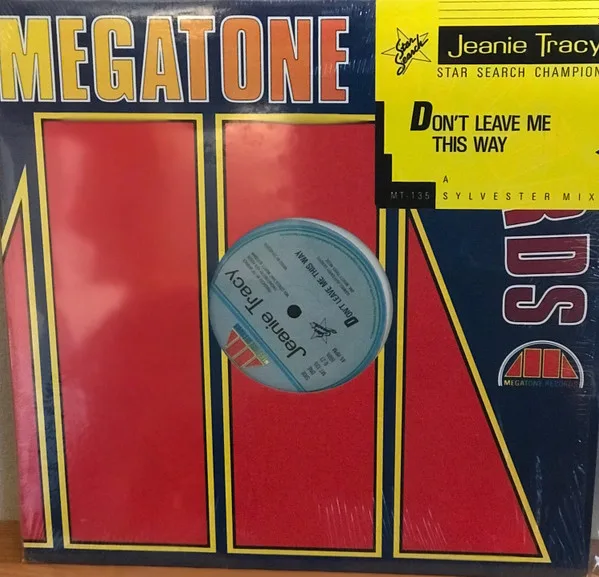 MEGATONE
RDS
MEGATONE RECORDS
Star
Search
Jeanie Tracy
STAR SEARCH CHAMPION
DON'T LEAVE ME
THIS WAY
A
MT-135 SYLVESTER MIX
DON'T LEAVE ME THIS WAY
Jeanie Tracy